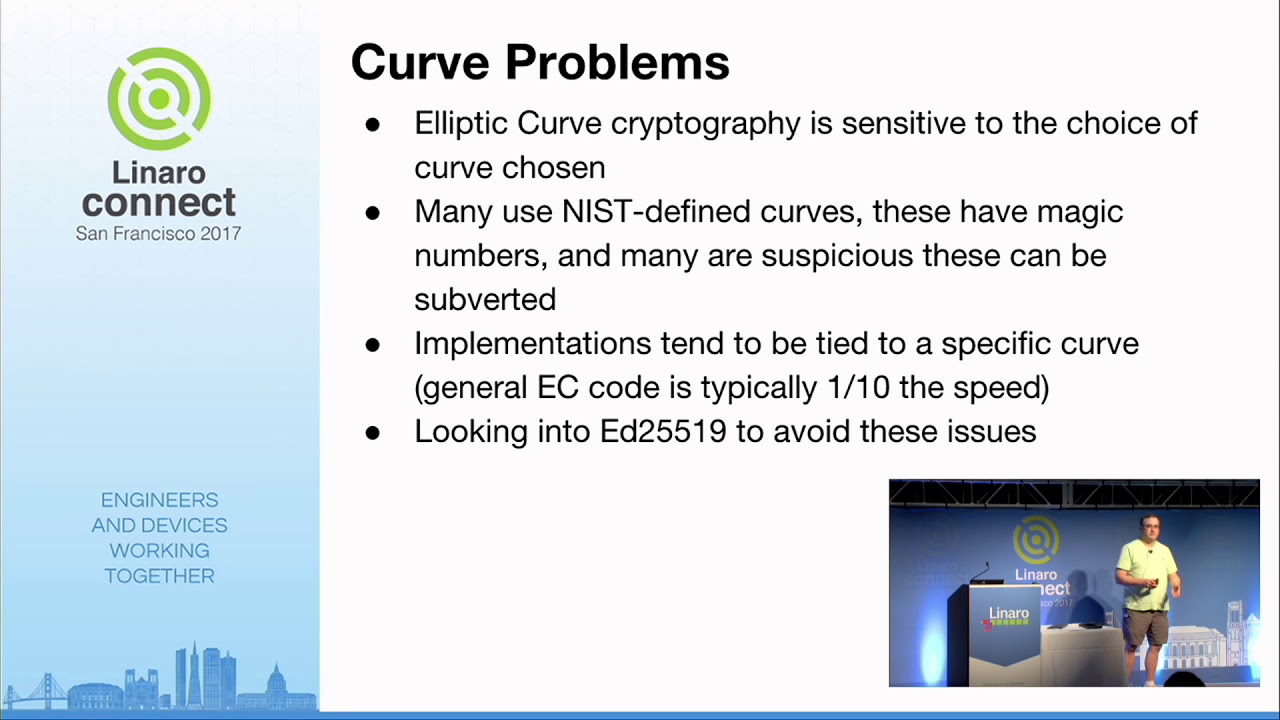 Linaro
connect
San Francisco 2017
ENGINEERS
AND DEVICES
WORKING
TOGETHER
Curve Problems
● Elliptic Curve cryptography is sensitive to the choice of
curve chosen
● Many use NIST-defined curves, these have magic
numbers, and many are suspicious these can be
subverted
● Implementations tend to be tied to a specific curve
(general EC code is typically 1/10 the speed)
● Looking into Ed25519 to avoid these issues
Linaro
Linaro